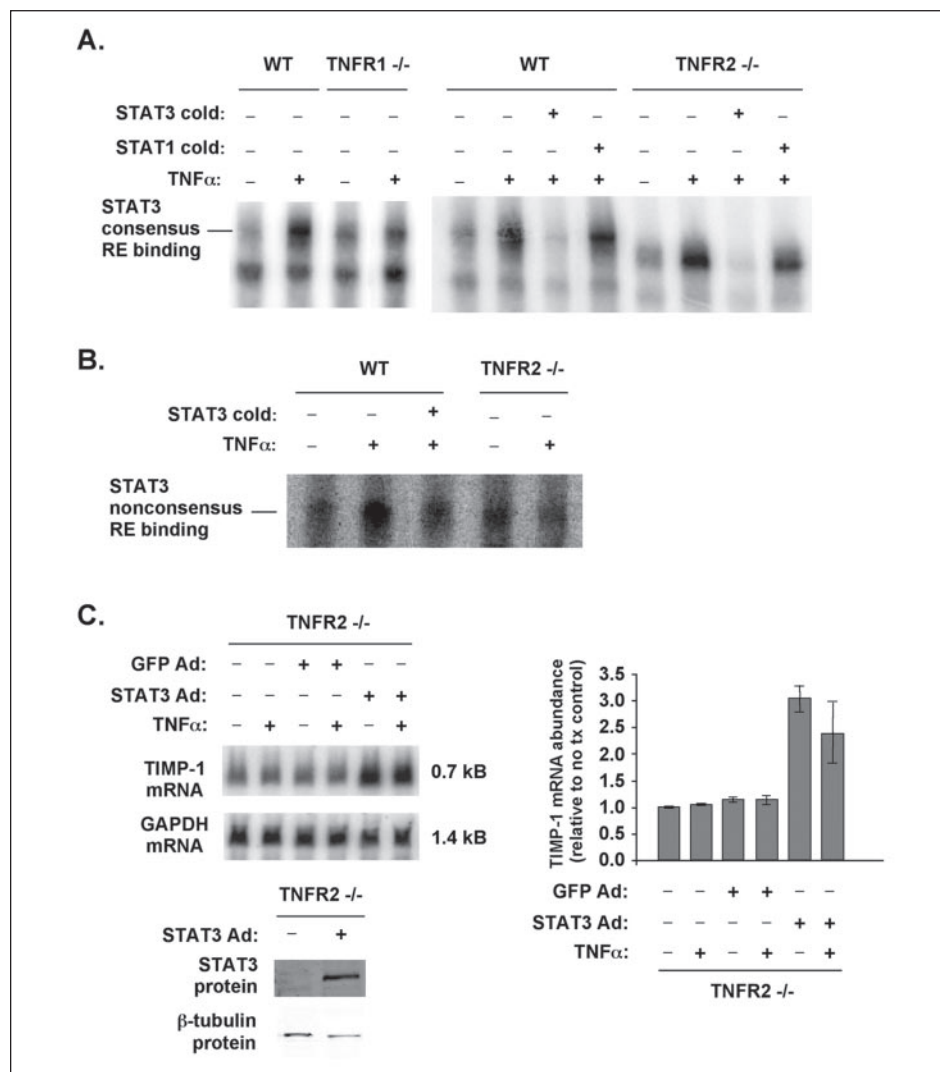 A.
WT TNFR1 -/- WT TNFR2 -/-
STAT3 cold: – – – – – – + – – – + –
STAT1 cold: – – – – – – – + – – – +
TNFα: – + – + – + + + – + + +
STAT3
consensus
RE binding
B.
WT TNFR2 -/-
STAT3 cold: – – + – –
TNFα: – + + – +
STAT3
nonconsensus
RE binding
C.
TNFR2 -/-
GFP Ad: – – + + – –
STAT3 Ad: – – – – + +
TNFα: – + – + – +
TIMP-1
mRNA
0.7 kB
GAPDH
mRNA
1.4 kB
TNFR2 -/-
STAT3 Ad: – +
STAT3
protein
β-tubulin
protein
TIMP-1 mRNA abundance
(relative to no tx control)
3.5
3.0
2.5
2.0
1.5
1.0
0.5
0.0
GFP Ad: – – + + – –
STAT3 Ad: – – – – + +
TNFα: – + – + – +
TNFR2 -/-